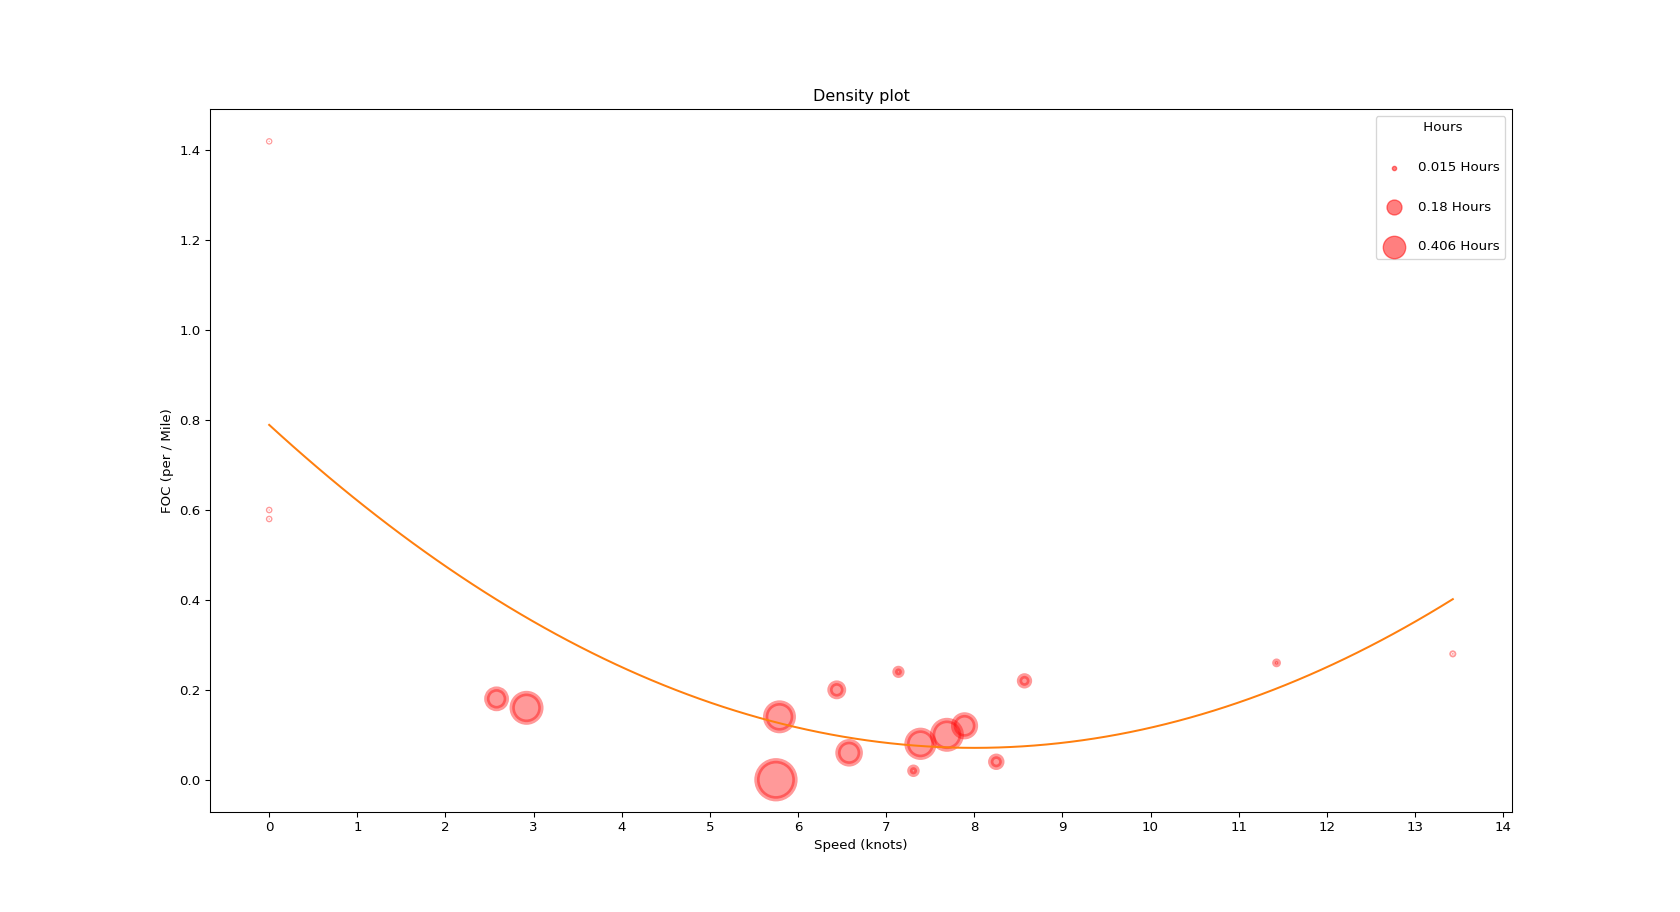 Density plot
Hours
0.015 Hours
0.18 Hours
0.406 Hours
1.4
1.2
1.0
0.8
0.6
0.4
0.2
0.0
FOC (per / Mile)
0 1 2 3 4 5 6 7 8 9 10 11 12 13 14
Speed (knots)